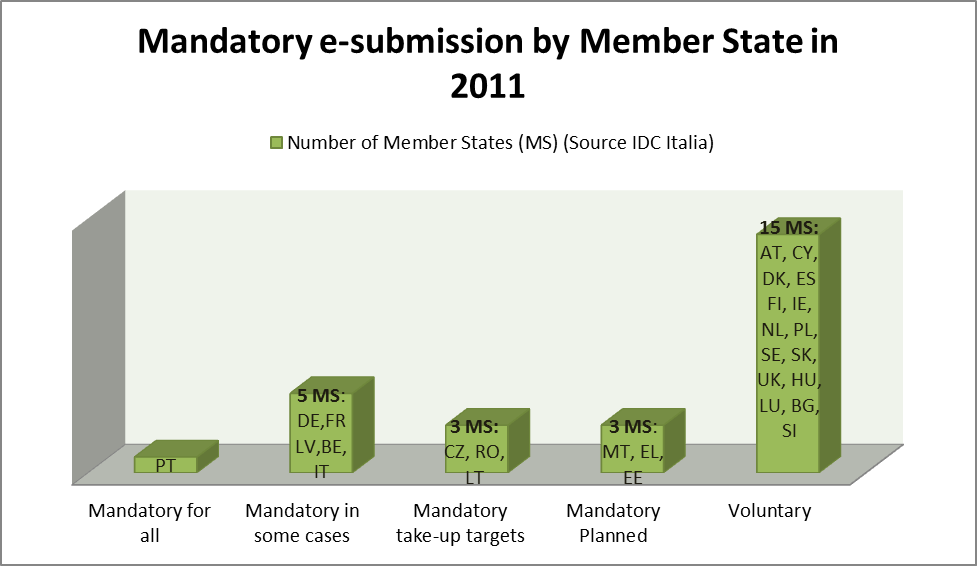 Mandatory e-submission by Member State in
2011
Number of Member States (MS) (Source IDC Italia)
PT
5 MS:
DE,FR
LV,BE,
IT
3 MS:
CZ, RO,
LT
3 MS:
MT, EL,
EE
15 MS:
AT, CY,
DK, ES
FI, IE,
NL, PL,
SE, SK,
UK, HU,
LU, BG,
SI
Mandatory for
all
Mandatory in
some cases
Mandatory
take-up targets
Mandatory
Planned
Voluntary